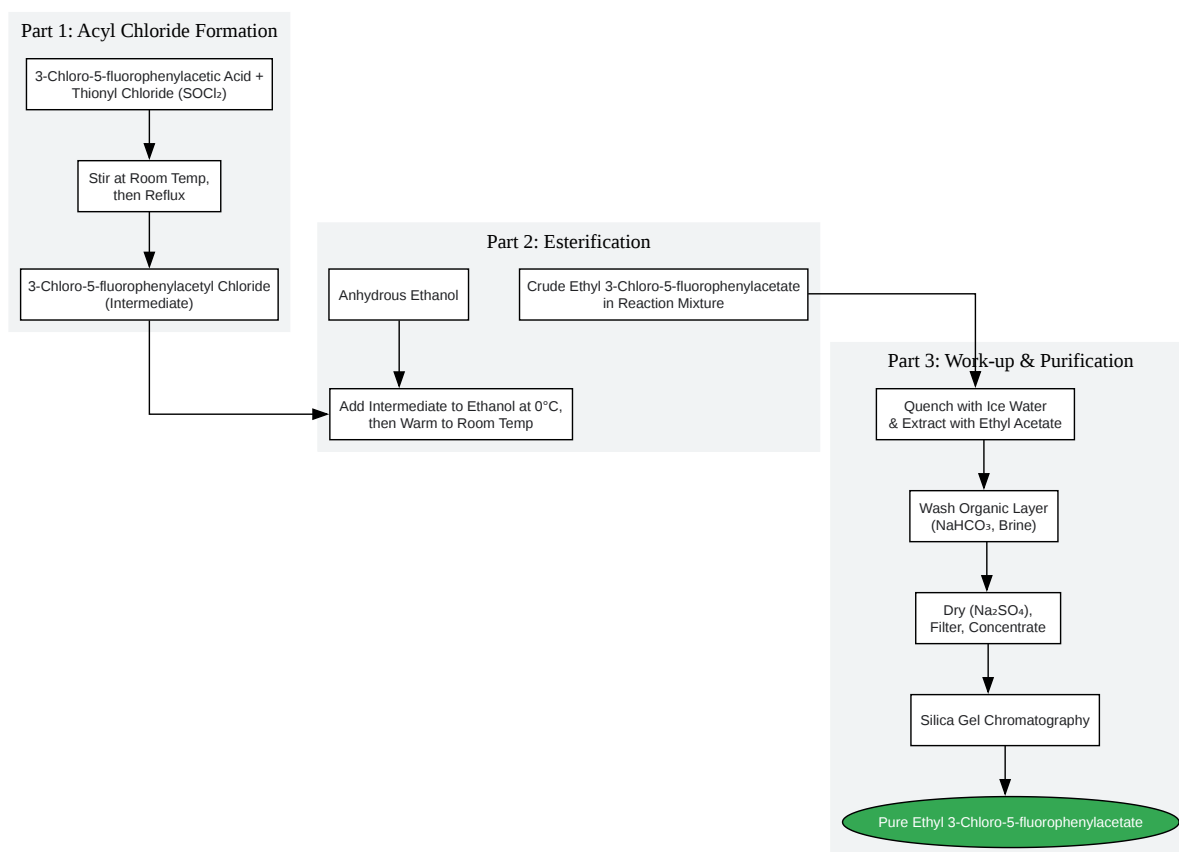 Part 1: Acyl Chloride Formation
3-Chloro-5-fluorophenylacetic Acid +
Thionyl Chloride (SOCl₂)
Stir at Room Temp,
then Reflux
3-Chloro-5-fluorophenylacetyl Chloride
(Intermediate)
Part 2: Esterification
Anhydrous Ethanol
Crude Ethyl 3-Chloro-5-fluorophenylacetate
in Reaction Mixture
Add Intermediate to Ethanol at 0°C,
then Warm to Room Temp
Part 3: Work-up & Purification
Quench with Ice Water
& Extract with Ethyl Acetate
Wash Organic Layer
(NaHCO₃, Brine)
Dry (Na₂SO₄),
Filter, Concentrate
Silica Gel Chromatography
Pure Ethyl 3-Chloro-5-fluorophenylacetate